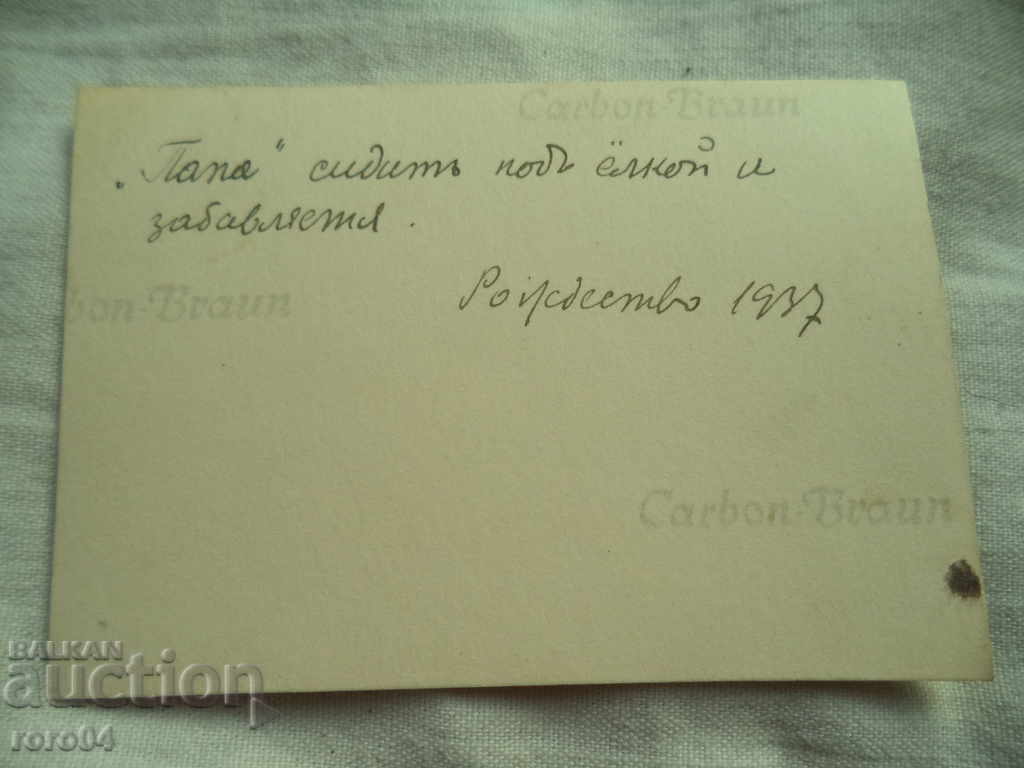 Carbon-Braun
„Папа" сидитъ подъ ёлкой и
забавляется.
bon-Braun
Рождество 1937
Carbon-Braun
BALKAN
auction
roro04